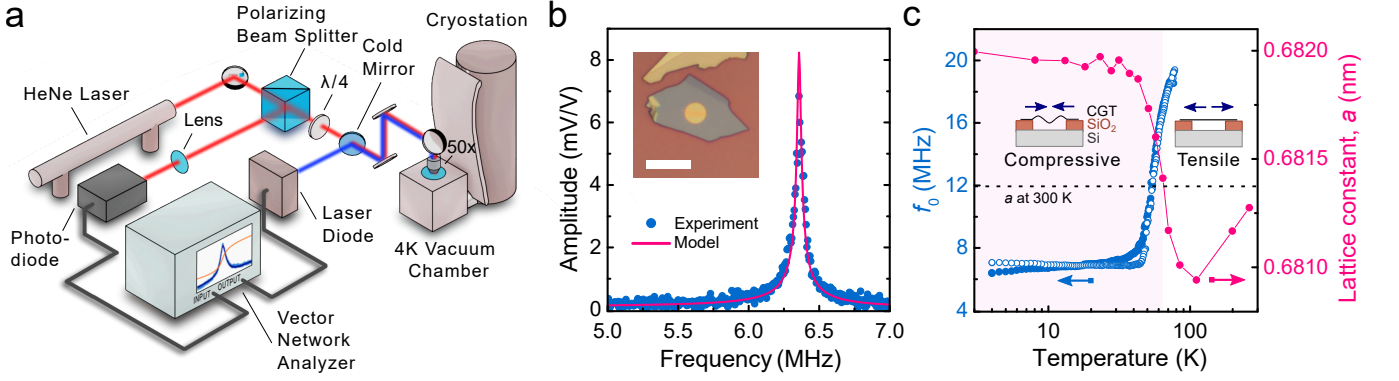 a
Polarizing
Beam Splitter
Cold
Mirror
Cryostation
HeNe Laser
λ/4
Lens
50x
Photo-
diode
Laser
Diode
4K Vacuum
Chamber
INPUT OUTPUT
Vector
Network
Analyzer
b
Amplitude (mV/V)
8
6
4
2
0
Experiment
Model
5.0 5.5 6.0 6.5 7.0
Frequency (MHz)
c
f0 (MHz)
20
16
12
8
4
CGT
SiO2
Si
Compressive
Tensile
a at 300 K
10 100
Temperature (K)
0.6820
0.6815
0.6810
Lattice constant, a (nm)